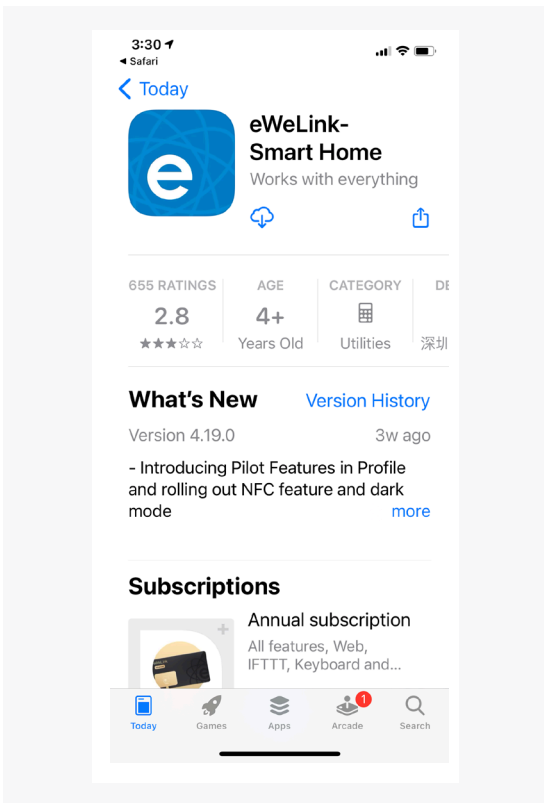 3:30
Safari
Today
e
eWeLink-
Smart Home
Works with everything
655 RATINGS AGE CATEGORY
2.8 4+
Years Old Utilities 深圳
What's New Version History
Version 4.19.0 3w ago
- Introducing Pilot Features in Profile
and rolling out NFC feature and dark
mode more
Subscriptions
Annual subscription
All features, Web,
IFTTT, Keyboard and...
1
Today Games Apps Arcade Search